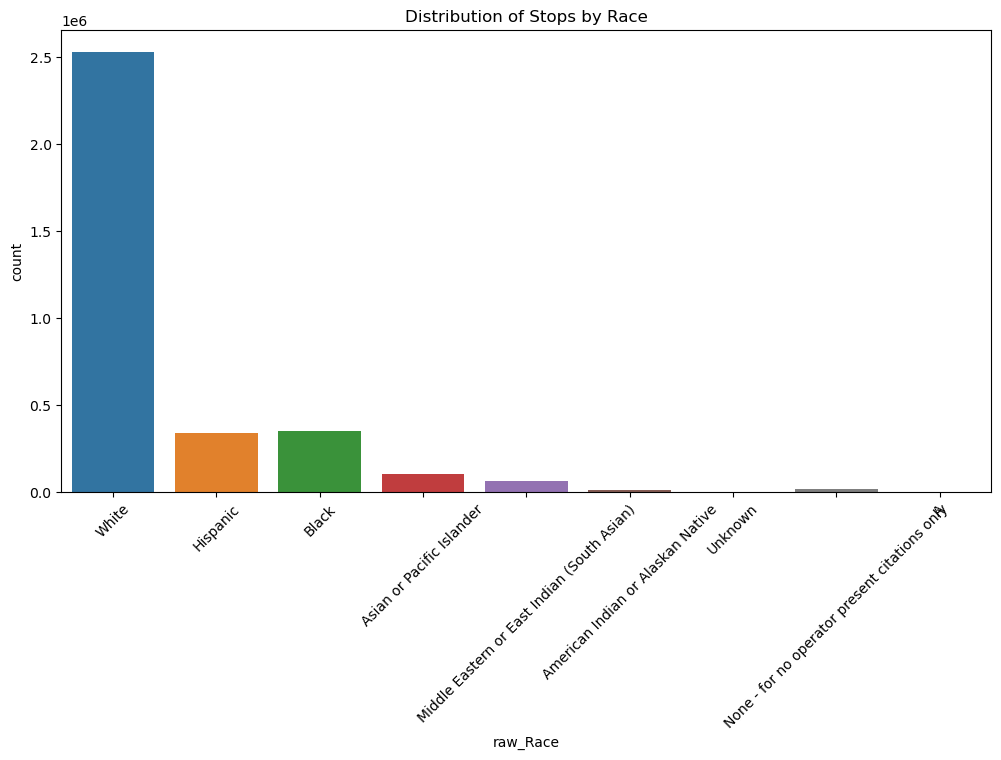 Distribution of Stops by Race
1e6
2.5
2.0
1.5
1.0
0.5
0.0
count
White
Hispanic
Black
Asian or Pacific Islander
Middle Eastern or East Indian (South Asian)
American Indian or Alaskan Native
Unknown
None - for no operator present citations only
A
raw_Race